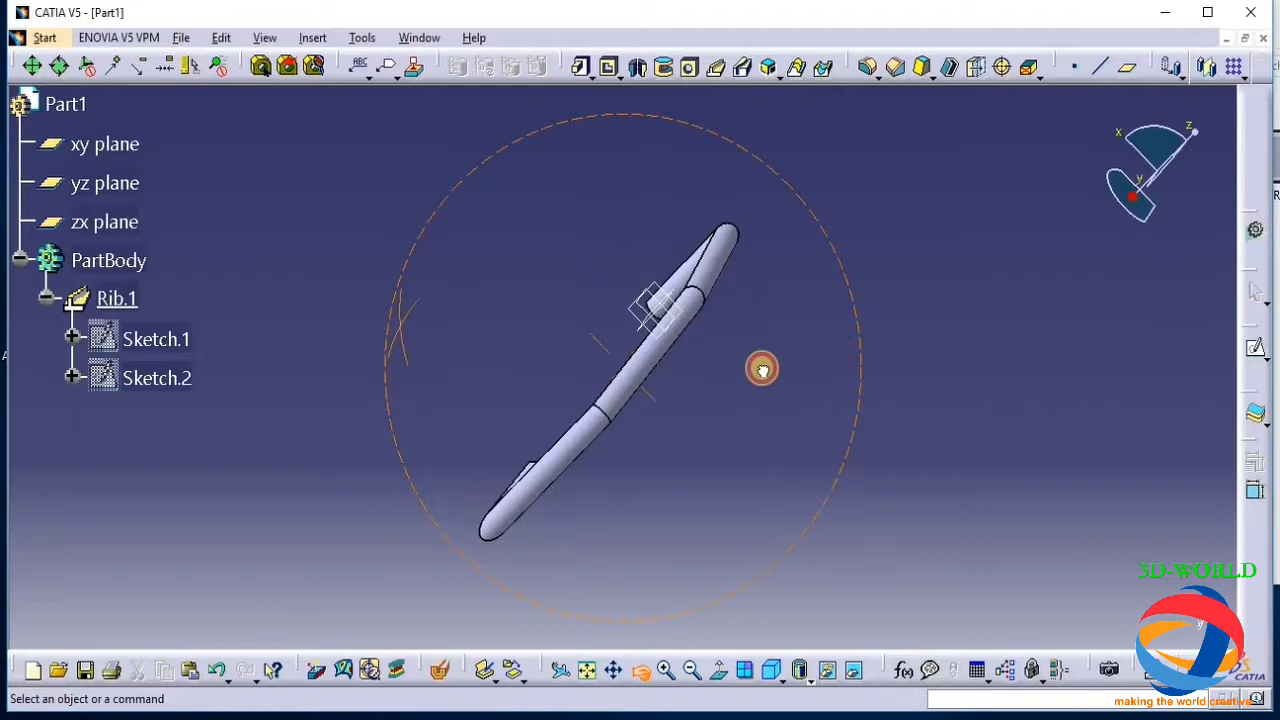 CATIA V5 - [Part1]
Start ENOVIA V5 VPM File Edit View Insert Tools Window Help
ABC
Part1
xy plane
yz plane
zx plane
PartBody
Rib.1
Sketch.1
Sketch.2
x
z
y
3D-WORLD
y
f(x)
CATIA
making the world creative
Select an object or a command